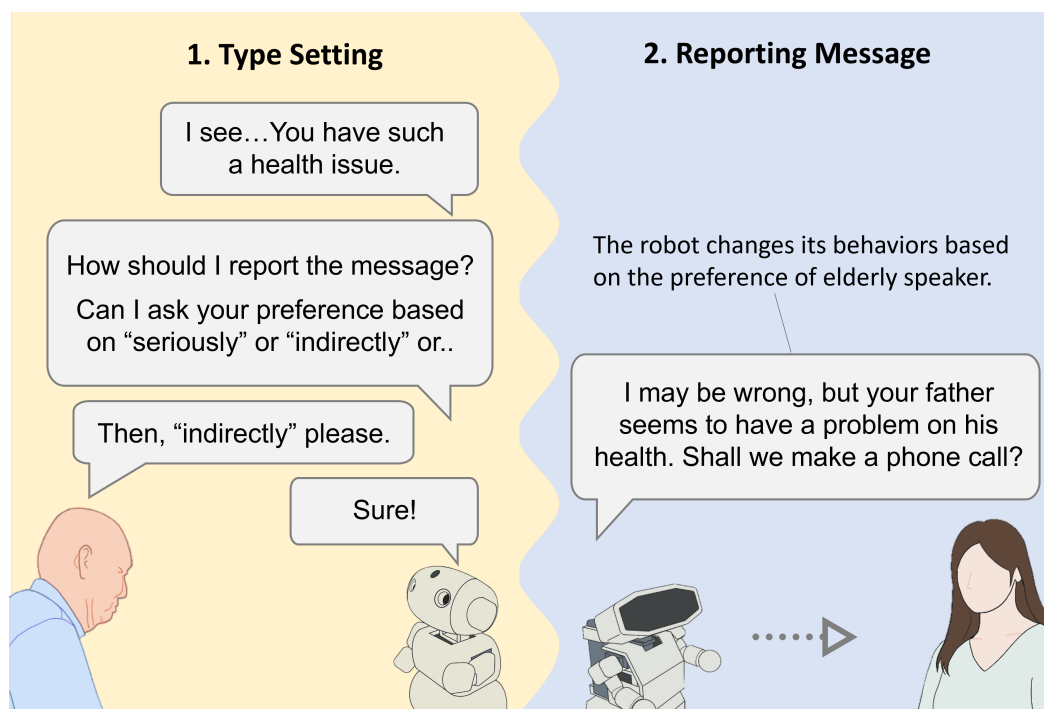 1. Type Setting
I see…You have such
a health issue.
How should I report the message?
Can I ask your preference based
on “seriously” or “indirectly” or..
Then, “indirectly” please.
Sure!
2. Reporting Message
The robot changes its behaviors based
on the preference of elderly speaker.
I may be wrong, but your father
seems to have a problem on his
health. Shall we make a phone call?